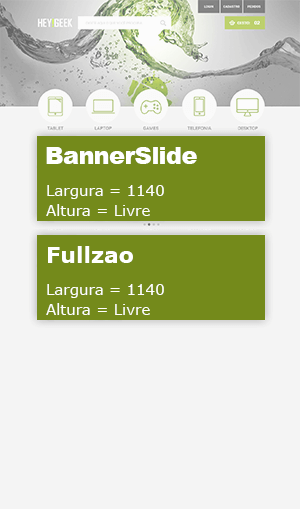 LOGIN CADASTRO PEDIDOS
HEY!GEEK
TABLET LAPTOP GAMES TELEFONIA DESKTOP
BannerSlide
Largura = 1140
Altura = Livre
Fullzao
Largura = 1140
Altura = Livre